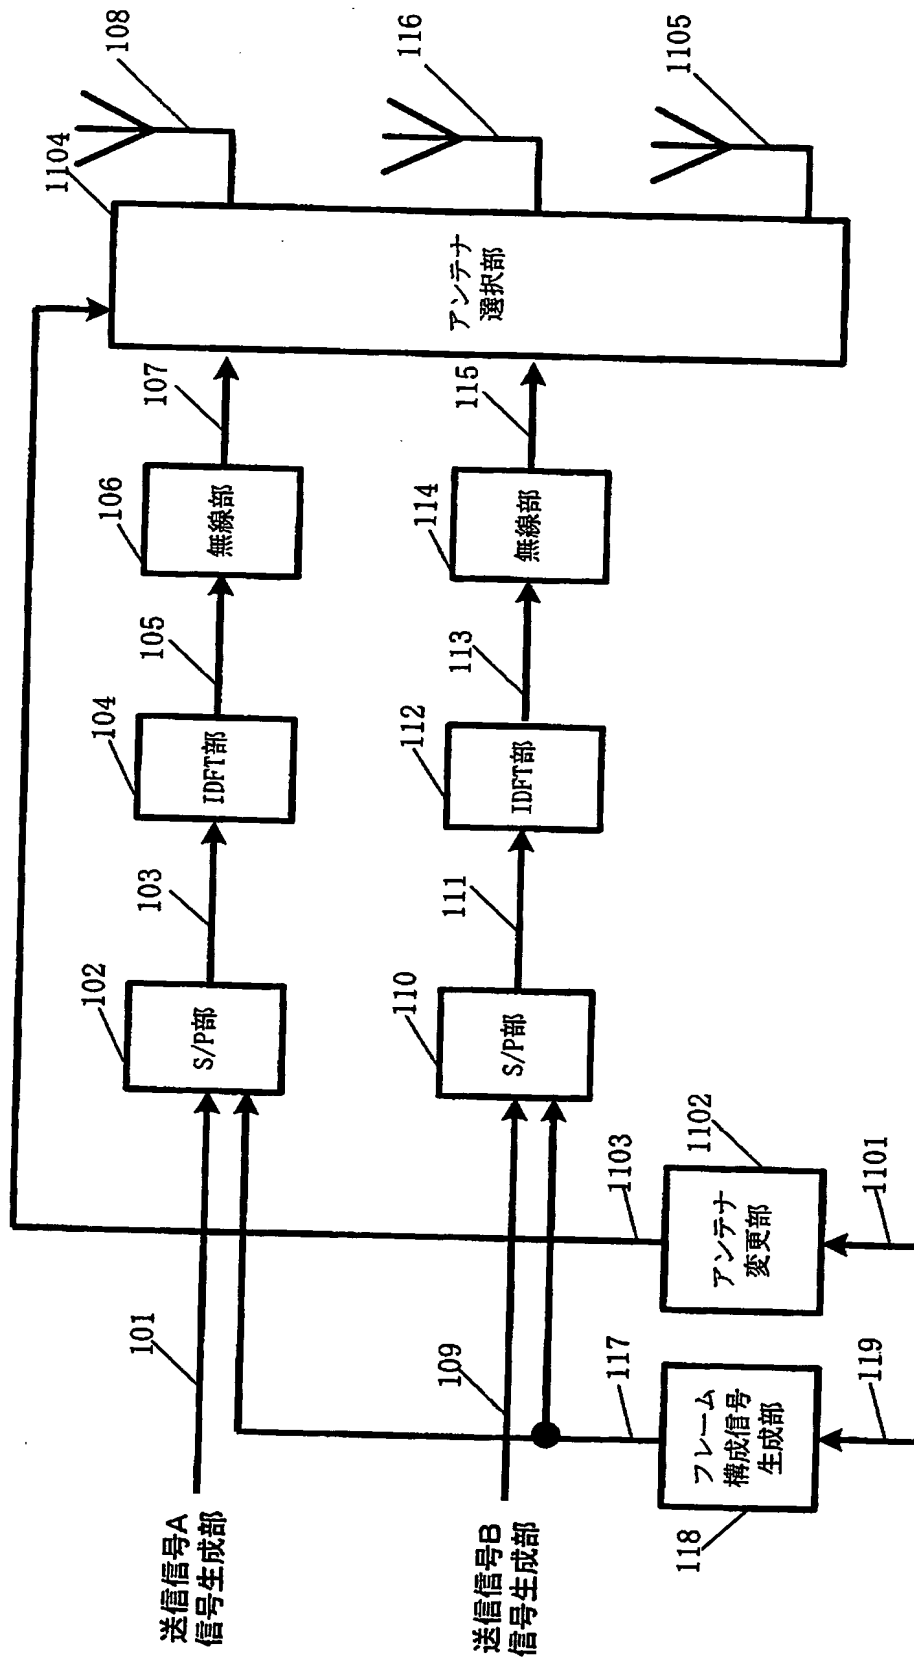 送信信号A
信号生成部
101
102
S/P部
103
104
IDFT部
105
106
無線部
107
1104
アンテナ
選択部
108
116
1105
送信信号B
信号生成部
109
110
S/P部
111
112
IDFT部
113
114
無線部
115
118
フレーム
構成信号
生成部
117
119
1103
アンテナ
変更部
1102
1101